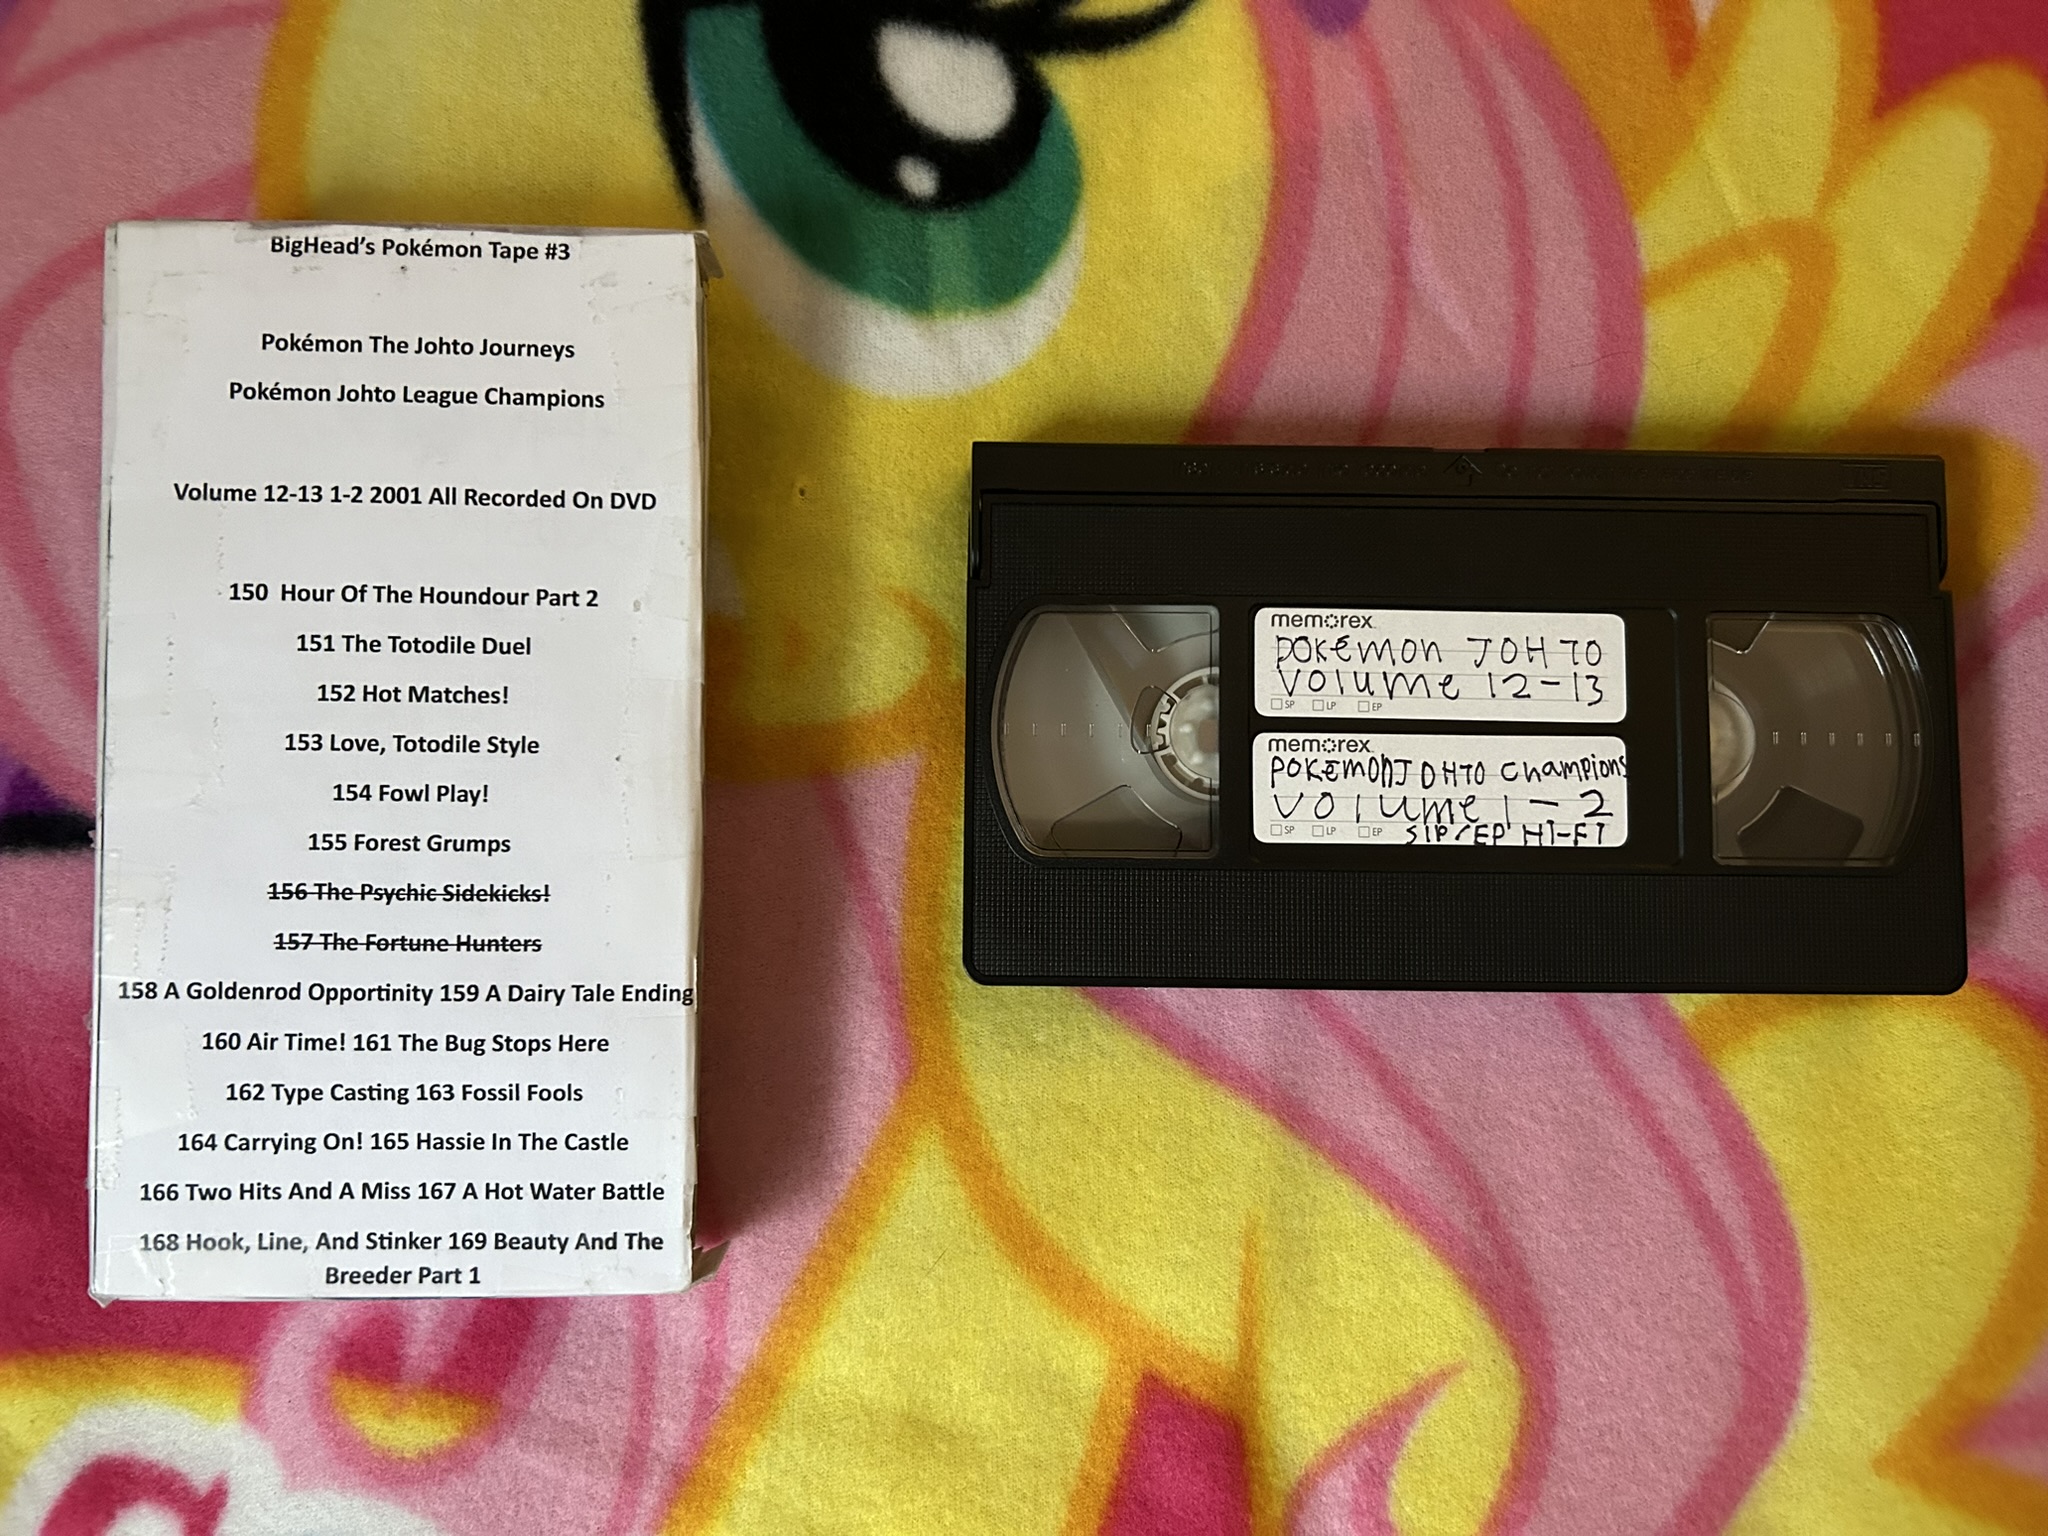 BigHead's Pokémon Tape #3
Pokémon The Johto Journeys
Pokémon Johto League Champions
Volume 12-13 1-2 2001 All Recorded On DVD
150 Hour Of The Houndour Part 2
151 The Totodile Duel
152 Hot Matches!
153 Love, Totodile Style
154 Fowl Play!
155 Forest Grumps
156 The Psychic Sidekicks!
157 The Fortune Hunters
158 A Goldenrod Opportinity 159 A Dairy Tale Ending
160 Air Time! 161 The Bug Stops Here
162 Type Casting 163 Fossil Fools
164 Carrying On! 165 Hassie In The Castle
166 Two Hits And A Miss 167 A Hot Water Battle
168 Hook, Line, And Stinker 169 Beauty And The
Breeder Part 1
memorex
POKēmon JOHTO
VOlUMe 12-13
SP LP EP
memorex
POKEMON JOHTO Champions
VOlUMe 1-2
SP LP EP SLP/EP HI-FI